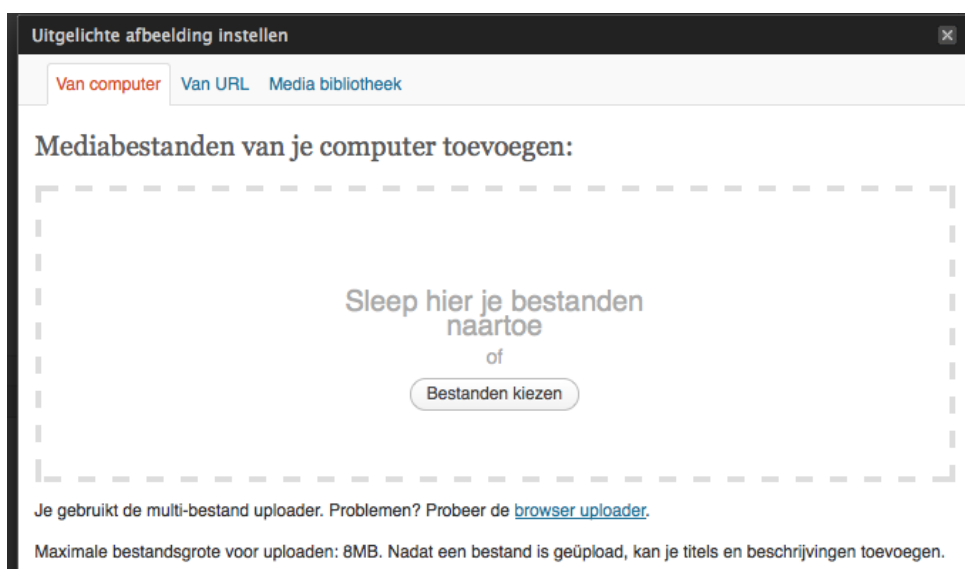 Uitgelichte afbeelding instellen
Van computer Van URL Media bibliotheek
Mediabestanden van je computer toevoegen:
Sleep hier je bestanden
naartoe
of
Bestanden kiezen
Je gebruikt de multi-bestand uploader. Problemen? Probeer de browser uploader.
Maximale bestandsgrote voor uploaden: 8MB. Nadat een bestand is geüpload, kan je titels en beschrijvingen toevoegen.